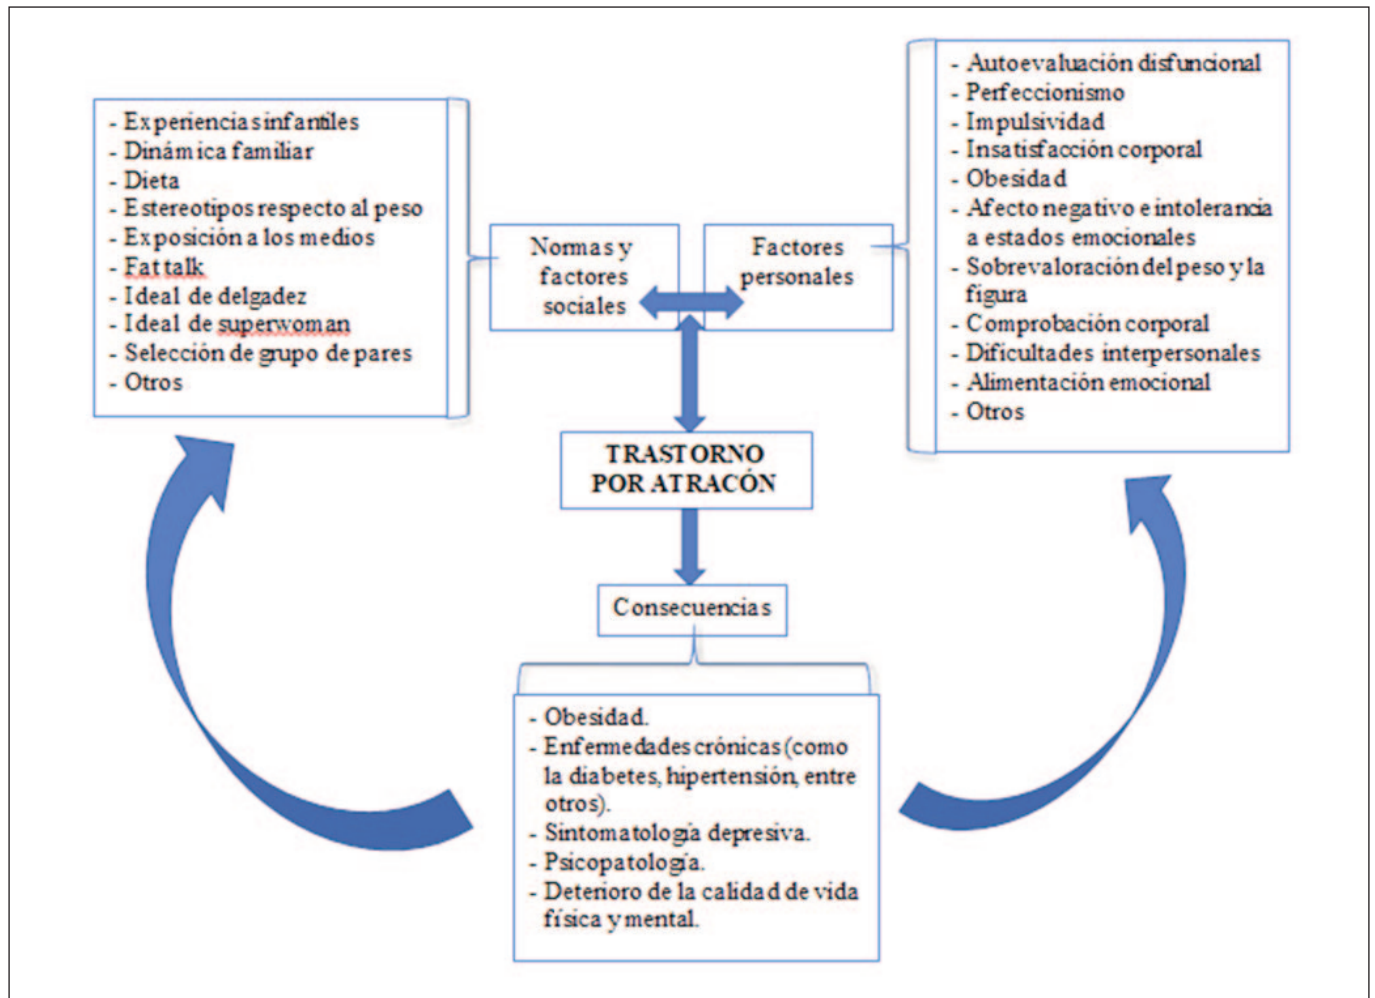 - Experiencias infantiles
- Dinámica familiar
- Dieta
- Estereotipos respecto al peso
- Exposición a los medios
- Fat talk
- Ideal de delgadez
- Ideal de superwoman
- Selección de grupo de pares
- Otros
Normas y
factores
sociales
Factores
personales
- Autoevaluación disfuncional
- Perfeccionismo
- Impulsividad
- Insatisfacción corporal
- Obesidad
- Afecto negativo e intolerancia
a estados emocionales
- Sobrevaloración del peso y la
figura
- Comprobación corporal
- Dificultades interpersonales
- Alimentación emocional
- Otros
TRASTORNO
POR ATRACÓN
Consecuencias
- Obesidad.
- Enfermedades crónicas (como
la diabetes, hipertensión, entre
otros).
- Sintomatología depresiva.
- Psicopatología.
- Deterioro de la calidad de vida
física y mental.